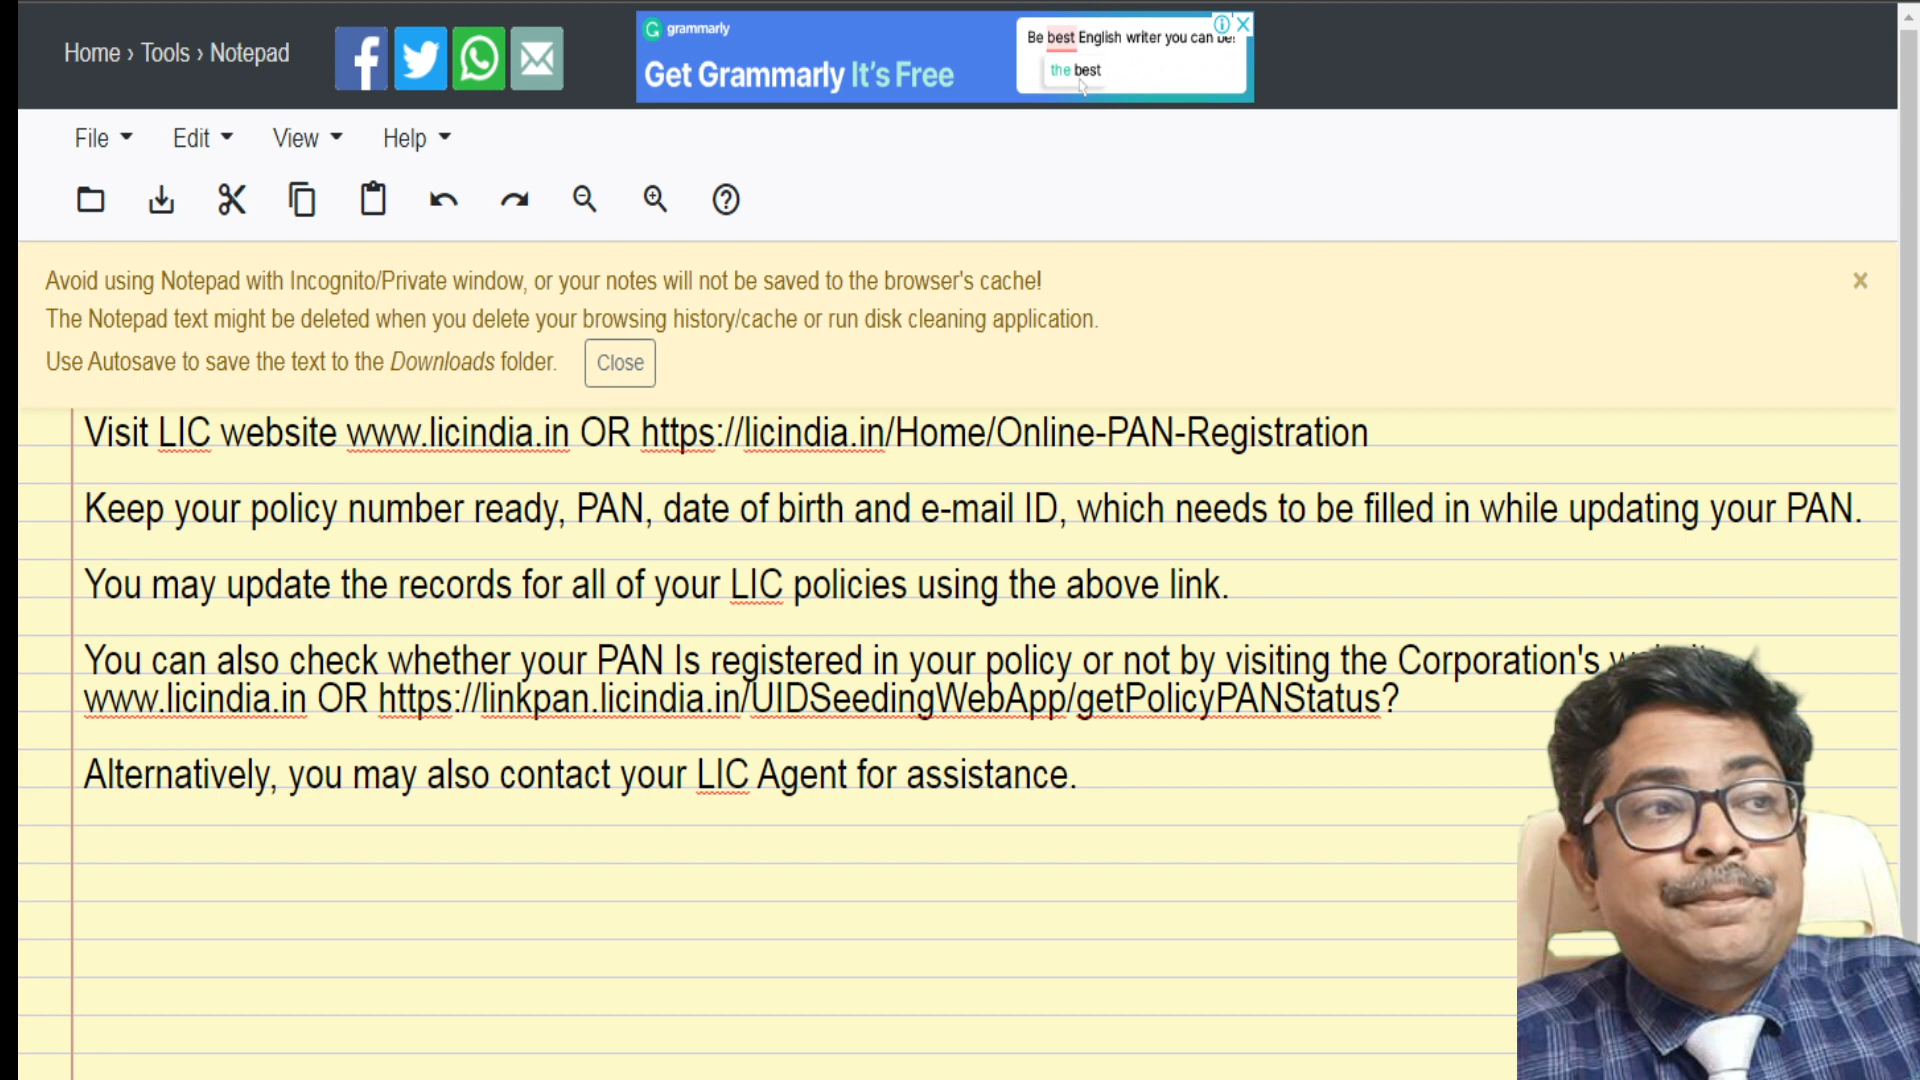 Home › Tools › Notepad
grammarly
Get Grammarly It's Free
Be best English writer you can be!
the best
File Edit View Help
Avoid using Notepad with Incognito/Private window, or your notes will not be saved to the browser's cache!
The Notepad text might be deleted when you delete your browsing history/cache or run disk cleaning application.
Use Autosave to save the text to the Downloads folder. Close
Visit LIC website www.licindia.in OR https://licindia.in/Home/Online-PAN-Registration
Keep your policy number ready, PAN, date of birth and e-mail ID, which needs to be filled in while updating your PAN.
You may update the records for all of your LIC policies using the above link.
You can also check whether your PAN Is registered in your policy or not by visiting the Corporation's
www.licindia.in OR https://linkpan.licindia.in/UIDSeedingWebApp/getPolicyPANStatus?
Alternatively, you may also contact your LIC Agent for assistance.